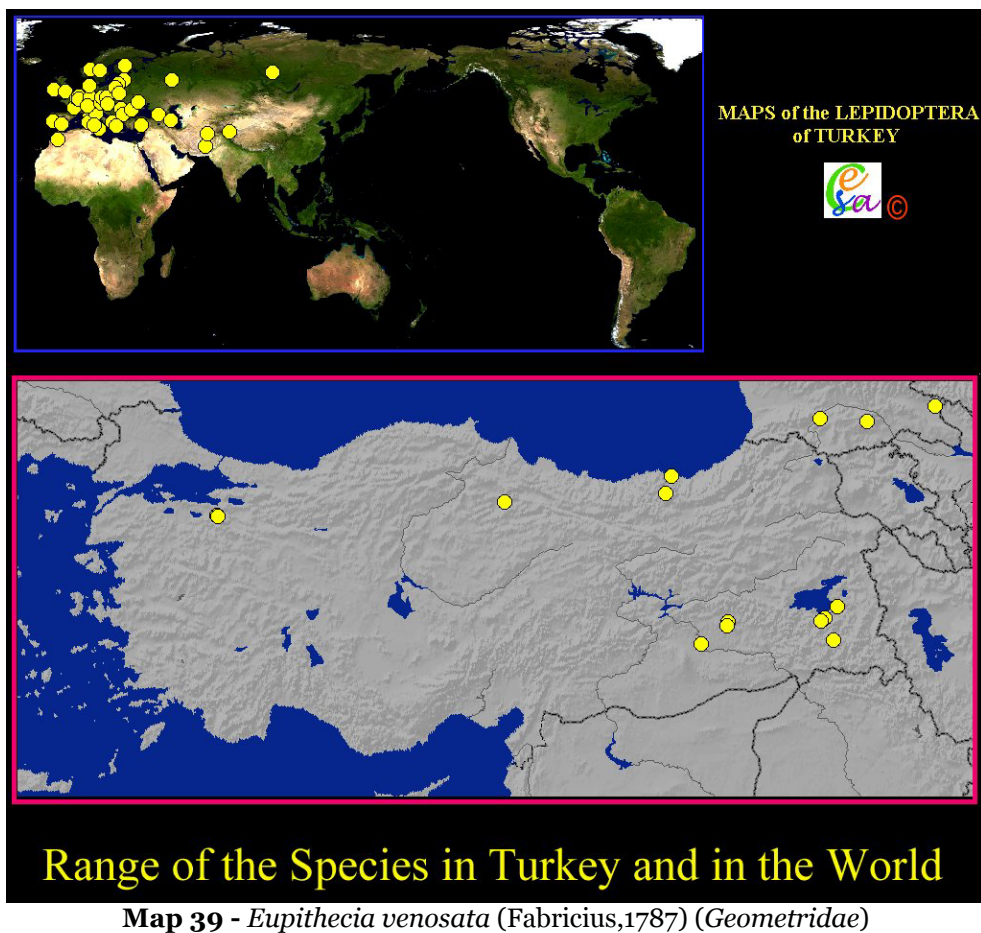 MAPS of the LEPIDOPTERA
of TURKEY
Cesa ©
Range of the Species in Turkey and in the World
Map 39 - Eupithecia venosata (Fabricius,1787) (Geometridae)